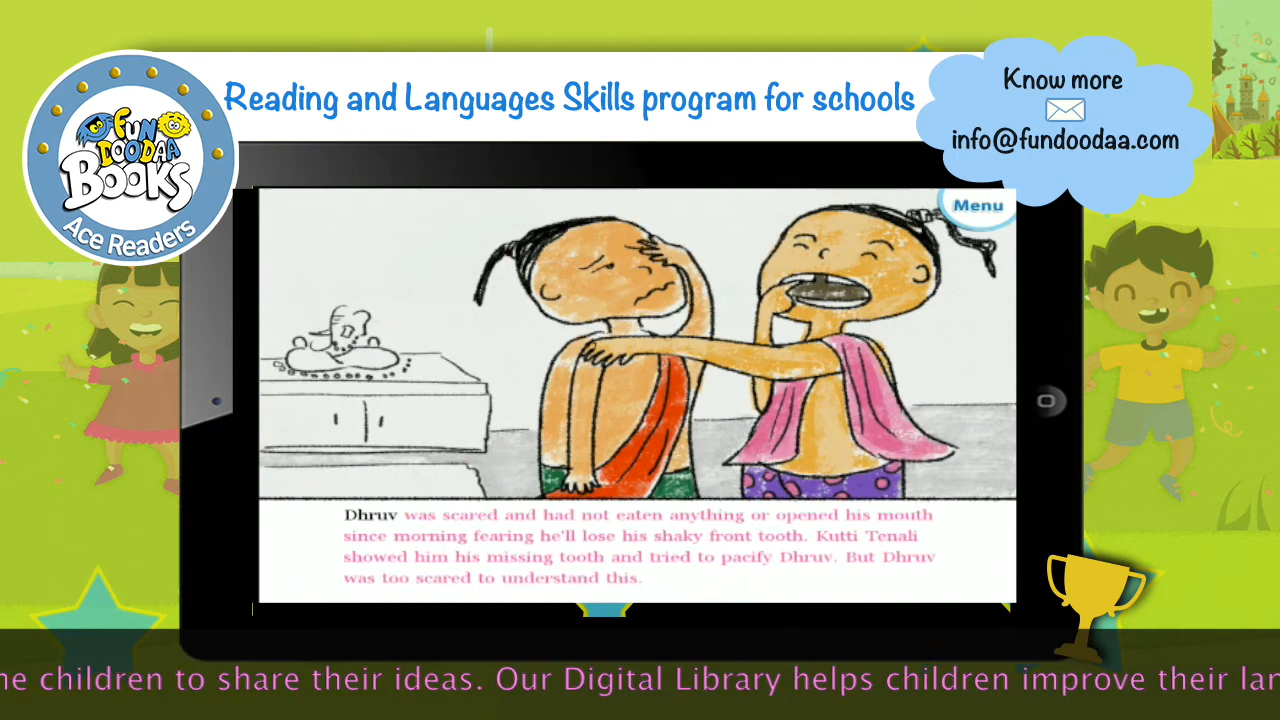 Reading and Languages Skills program for schools
Know more
info@fundoodaa.com
FUN
DOODAA
BOOKS
Ace Readers
Menu
Dhruv was scared and had not eaten anything or opened his mouth
since morning fearing he'll lose his shaky front tooth. Kutti Tenali
showed him his missing tooth and tried to pacify Dhruv. But Dhruv
was too scared to understand this.
children to share their ideas. Our Digital Library helps children improve their